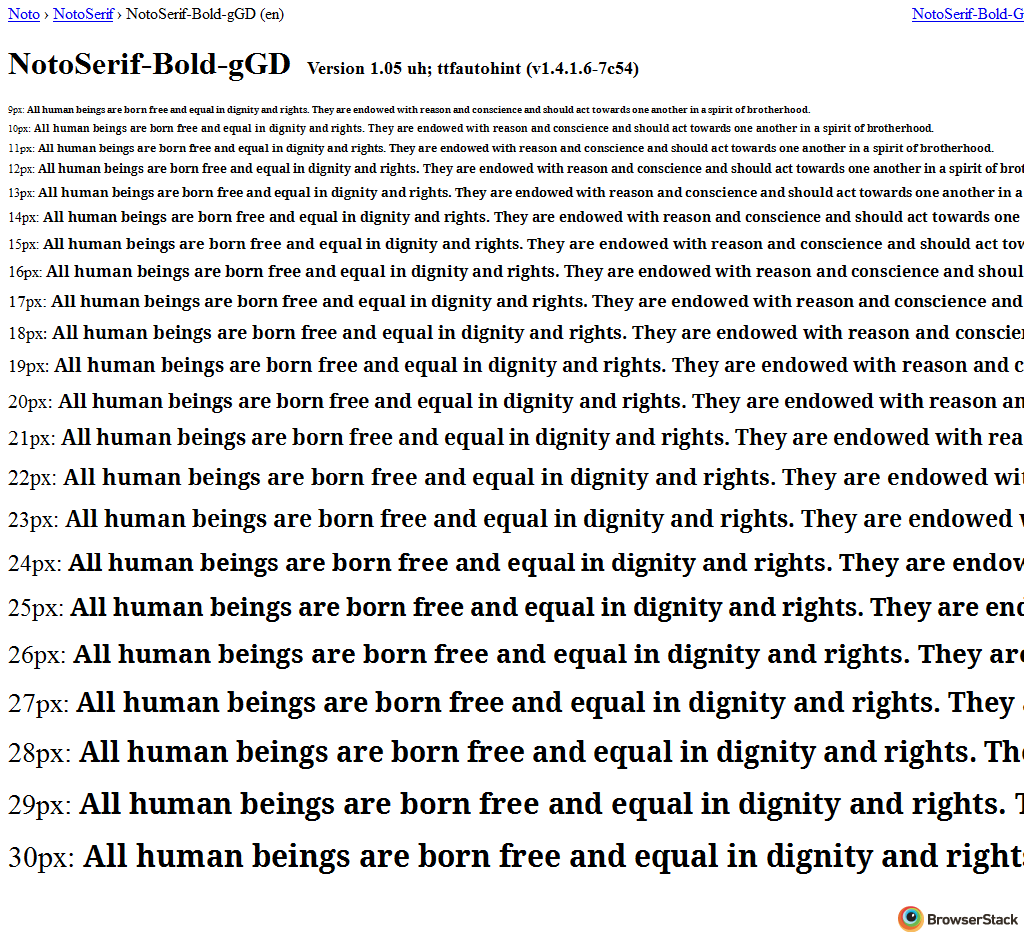 Noto › NotoSerif › NotoSerif-Bold-gGD (en) NotoSerif-Bold-G
NotoSerif-Bold-gGD Version 1.05 uh; ttfautohint (v1.4.1.6-7c54)
9px: All human beings are born free and equal in dignity and rights. They are endowed with reason and conscience and should act towards one another in a spirit of brotherhood.
10px: All human beings are born free and equal in dignity and rights. They are endowed with reason and conscience and should act towards one another in a spirit of brotherhood.
11px: All human beings are born free and equal in dignity and rights. They are endowed with reason and conscience and should act towards one another in a spirit of brotherhood.
12px: All human beings are born free and equal in dignity and rights. They are endowed with reason and conscience and should act towards one another in a spirit of brot
13px: All human beings are born free and equal in dignity and rights. They are endowed with reason and conscience and should act towards one another in a
14px: All human beings are born free and equal in dignity and rights. They are endowed with reason and conscience and should act towards one
15px: All human beings are born free and equal in dignity and rights. They are endowed with reason and conscience and should act tow
16px: All human beings are born free and equal in dignity and rights. They are endowed with reason and conscience and shoul
17px: All human beings are born free and equal in dignity and rights. They are endowed with reason and conscience and
18px: All human beings are born free and equal in dignity and rights. They are endowed with reason and conscien
19px: All human beings are born free and equal in dignity and rights. They are endowed with reason and c
20px: All human beings are born free and equal in dignity and rights. They are endowed with reason an
21px: All human beings are born free and equal in dignity and rights. They are endowed with rea
22px: All human beings are born free and equal in dignity and rights. They are endowed wit
23px: All human beings are born free and equal in dignity and rights. They are endowed
24px: All human beings are born free and equal in dignity and rights. They are endow
25px: All human beings are born free and equal in dignity and rights. They are end
26px: All human beings are born free and equal in dignity and rights. They are
27px: All human beings are born free and equal in dignity and rights. They
28px: All human beings are born free and equal in dignity and rights. The
29px: All human beings are born free and equal in dignity and rights. T
30px: All human beings are born free and equal in dignity and rights
BrowserStack